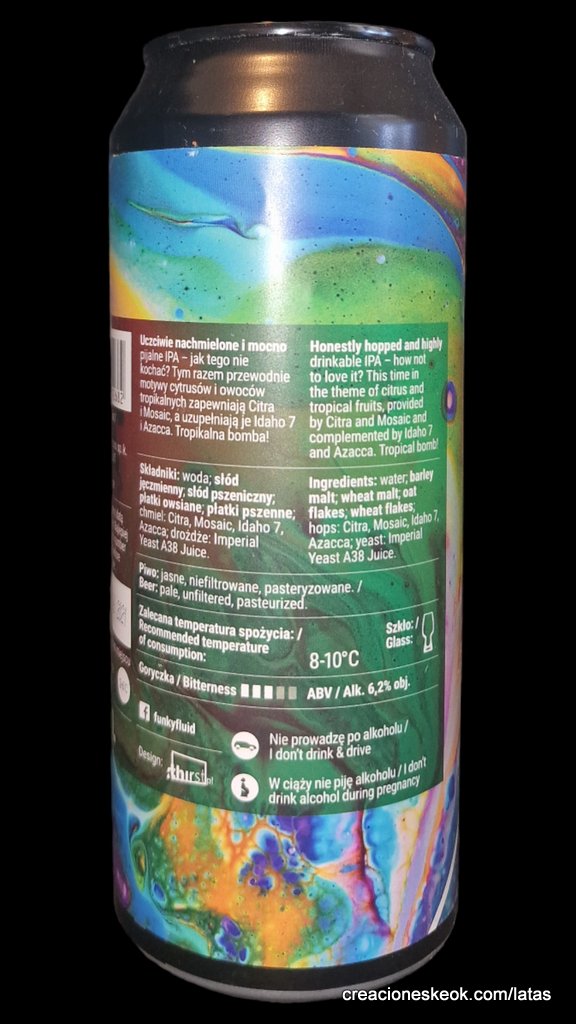 Uczciwie nachmielone i mocno
pijalne IPA – jak tego nie
kochać? Tym razem przewodnie
motywy cytrusów i owoców
tropikalnych zapewniają Citra
i Mosaic, a uzupełniają je Idaho 7
i Azacca. Tropikalna bomba!
Honestly hopped and highly
drinkable IPA – how not
to love it? This time in
the theme of citrus and
tropical fruits, provided
by Citra and Mosaic and
complemented by Idaho 7
and Azacca. Tropical bomb!
Składniki: woda; słód
jęczmienny, słód pszeniczny;
płatki owsiane; płatki pszenne;
chmiel: Citra, Mosaic, Idaho 7,
Azacca; drożdże: Imperial
Yeast A38 Juice.
Ingredients: water; barley
malt; wheat malt; oat
flakes; wheat flakes;
hops: Citra, Mosaic, Idaho 7,
Azacca; yeast: Imperial
Yeast A38 Juice.
Piwo: jasne, niefiltrowane, pasteryzowane. /
Beer: pale, unfiltered, pasteurized.
Zalecana temperatura spożycia: /
Recommended temperature
of consumption:
8-10°C
Szkło: /
Glass:
Goryczka / Bitterness
ABV / Alk. 6,2% obj.
funkyfluid
Design:
thirst.pl
Nie prowadzę po alkoholu /
I don't drink & drive
W ciąży nie piję alkoholu / I don't
drink alcohol during pregnancy
creacioneskeok.com/latas